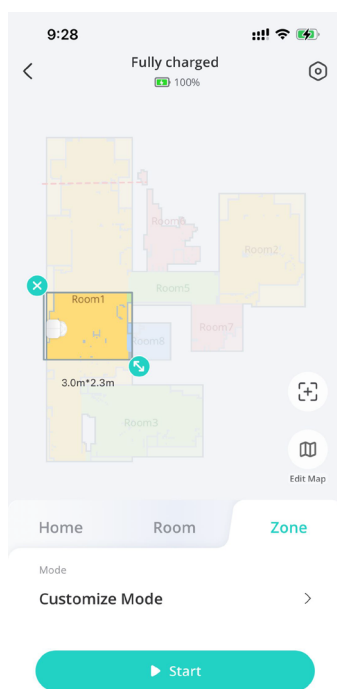 9:28
Fully charged
100%
Room6
Room2
Room5
Room1
Room7
Room8
3.0m*2.3m
Room3
Edit Map
Home
Room
Zone
Mode
Customize Mode
Start